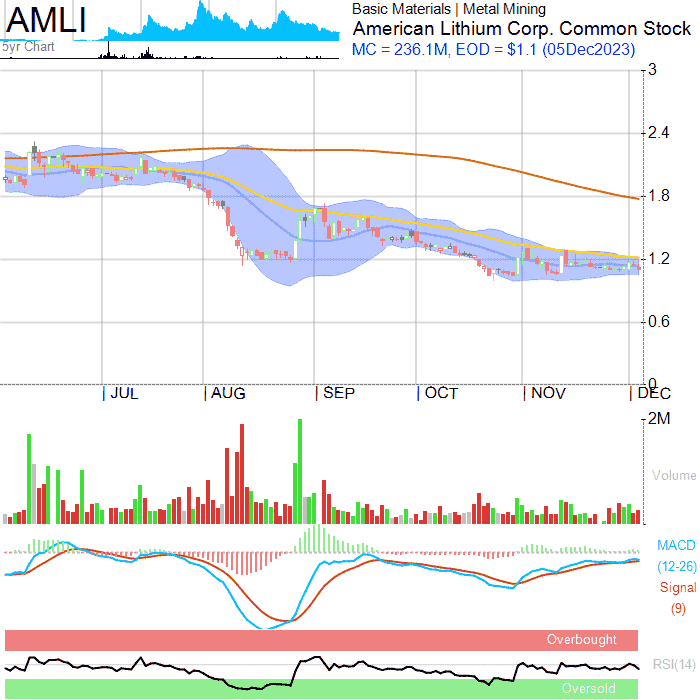 AMLI
5yr Chart
Basic Materials | Metal Mining
American Lithium Corp. Common Stock
MC = 236.1M, EOD = $1.1 (05Dec2023)
3
2.4
1.8
1.2
0.6
0
JUL AUG SEP OCT NOV DEC
2M
Volume
MACD
(12-26)
Signal
(9)
Overbought
RSI(14)
Oversold